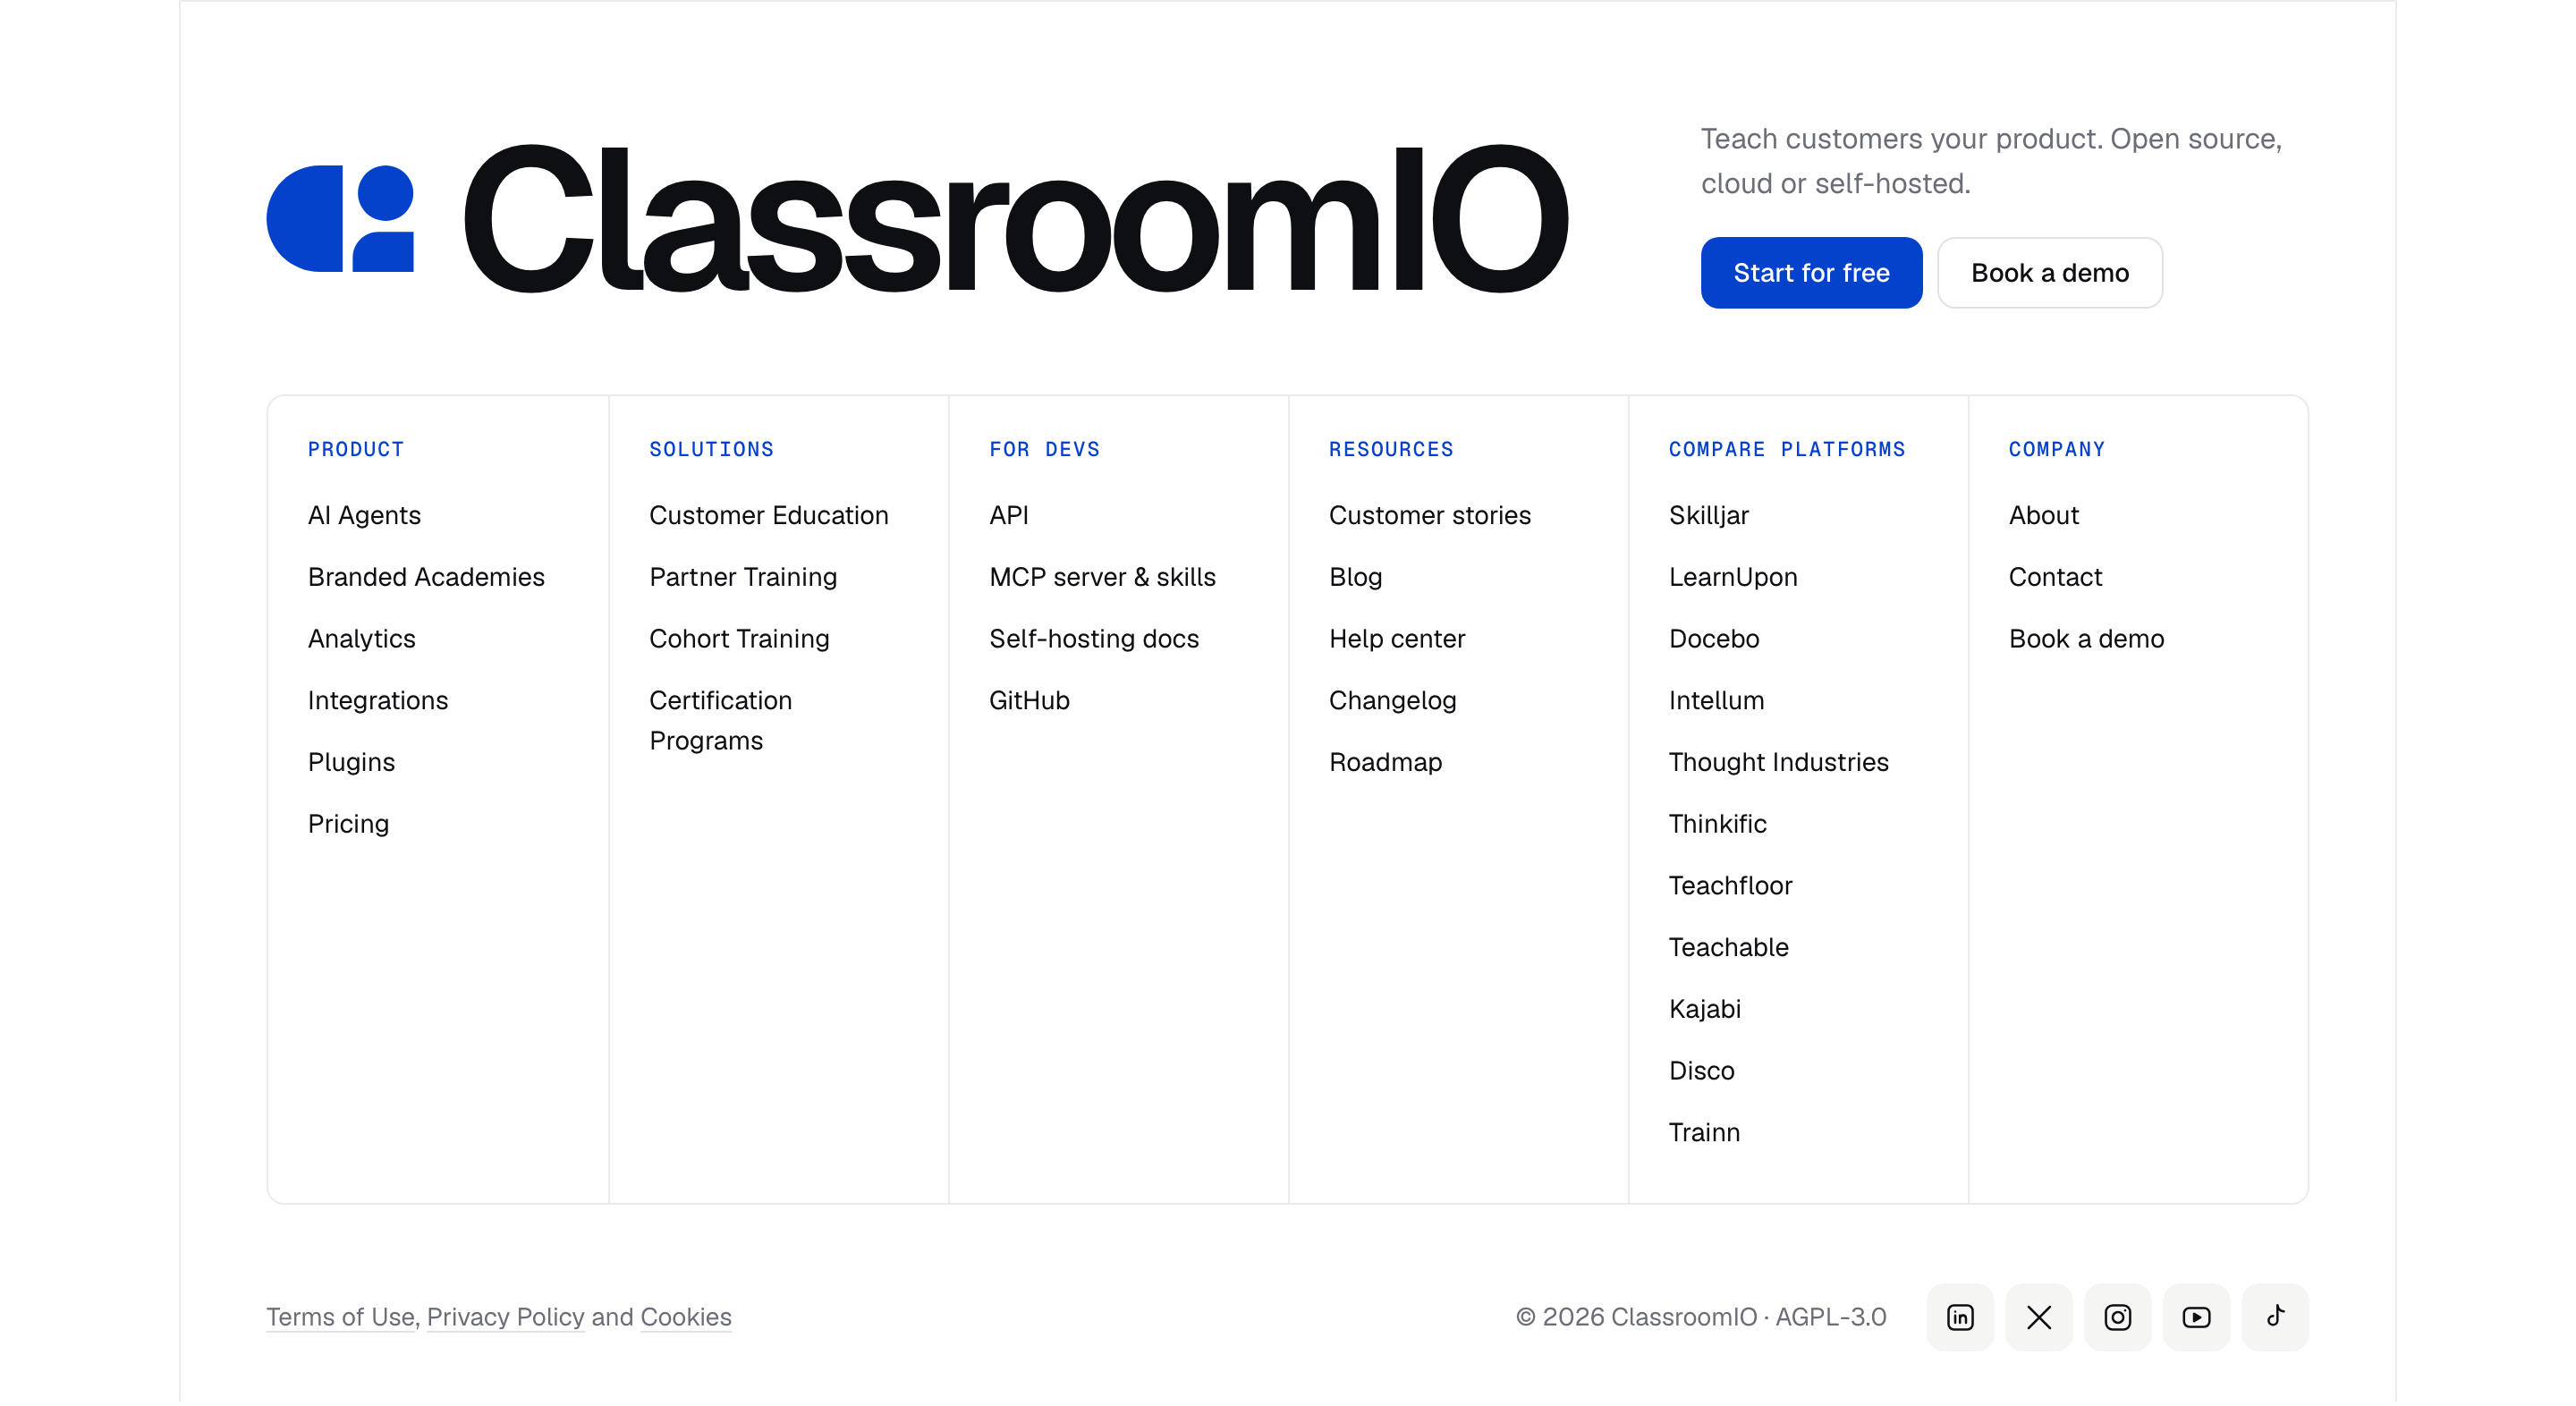 ClassroomIO
Teach customers your product. Open source,
cloud or self-hosted.
Start for free
Book a demo
PRODUCT
AI Agents
Branded Academies
Analytics
Integrations
Plugins
Pricing
SOLUTIONS
Customer Education
Partner Training
Cohort Training
Certification
Programs
FOR DEVS
API
MCP server & skills
Self-hosting docs
GitHub
RESOURCES
Customer stories
Blog
Help center
Changelog
Roadmap
COMPARE PLATFORMS
Skilljar
LearnUpon
Docebo
Intellum
Thought Industries
Thinkific
Teachfloor
Teachable
Kajabi
Disco
Trainn
COMPANY
About
Contact
Book a demo
Terms of Use, Privacy Policy and Cookies
© 2026 ClassroomIO · AGPL-3.0